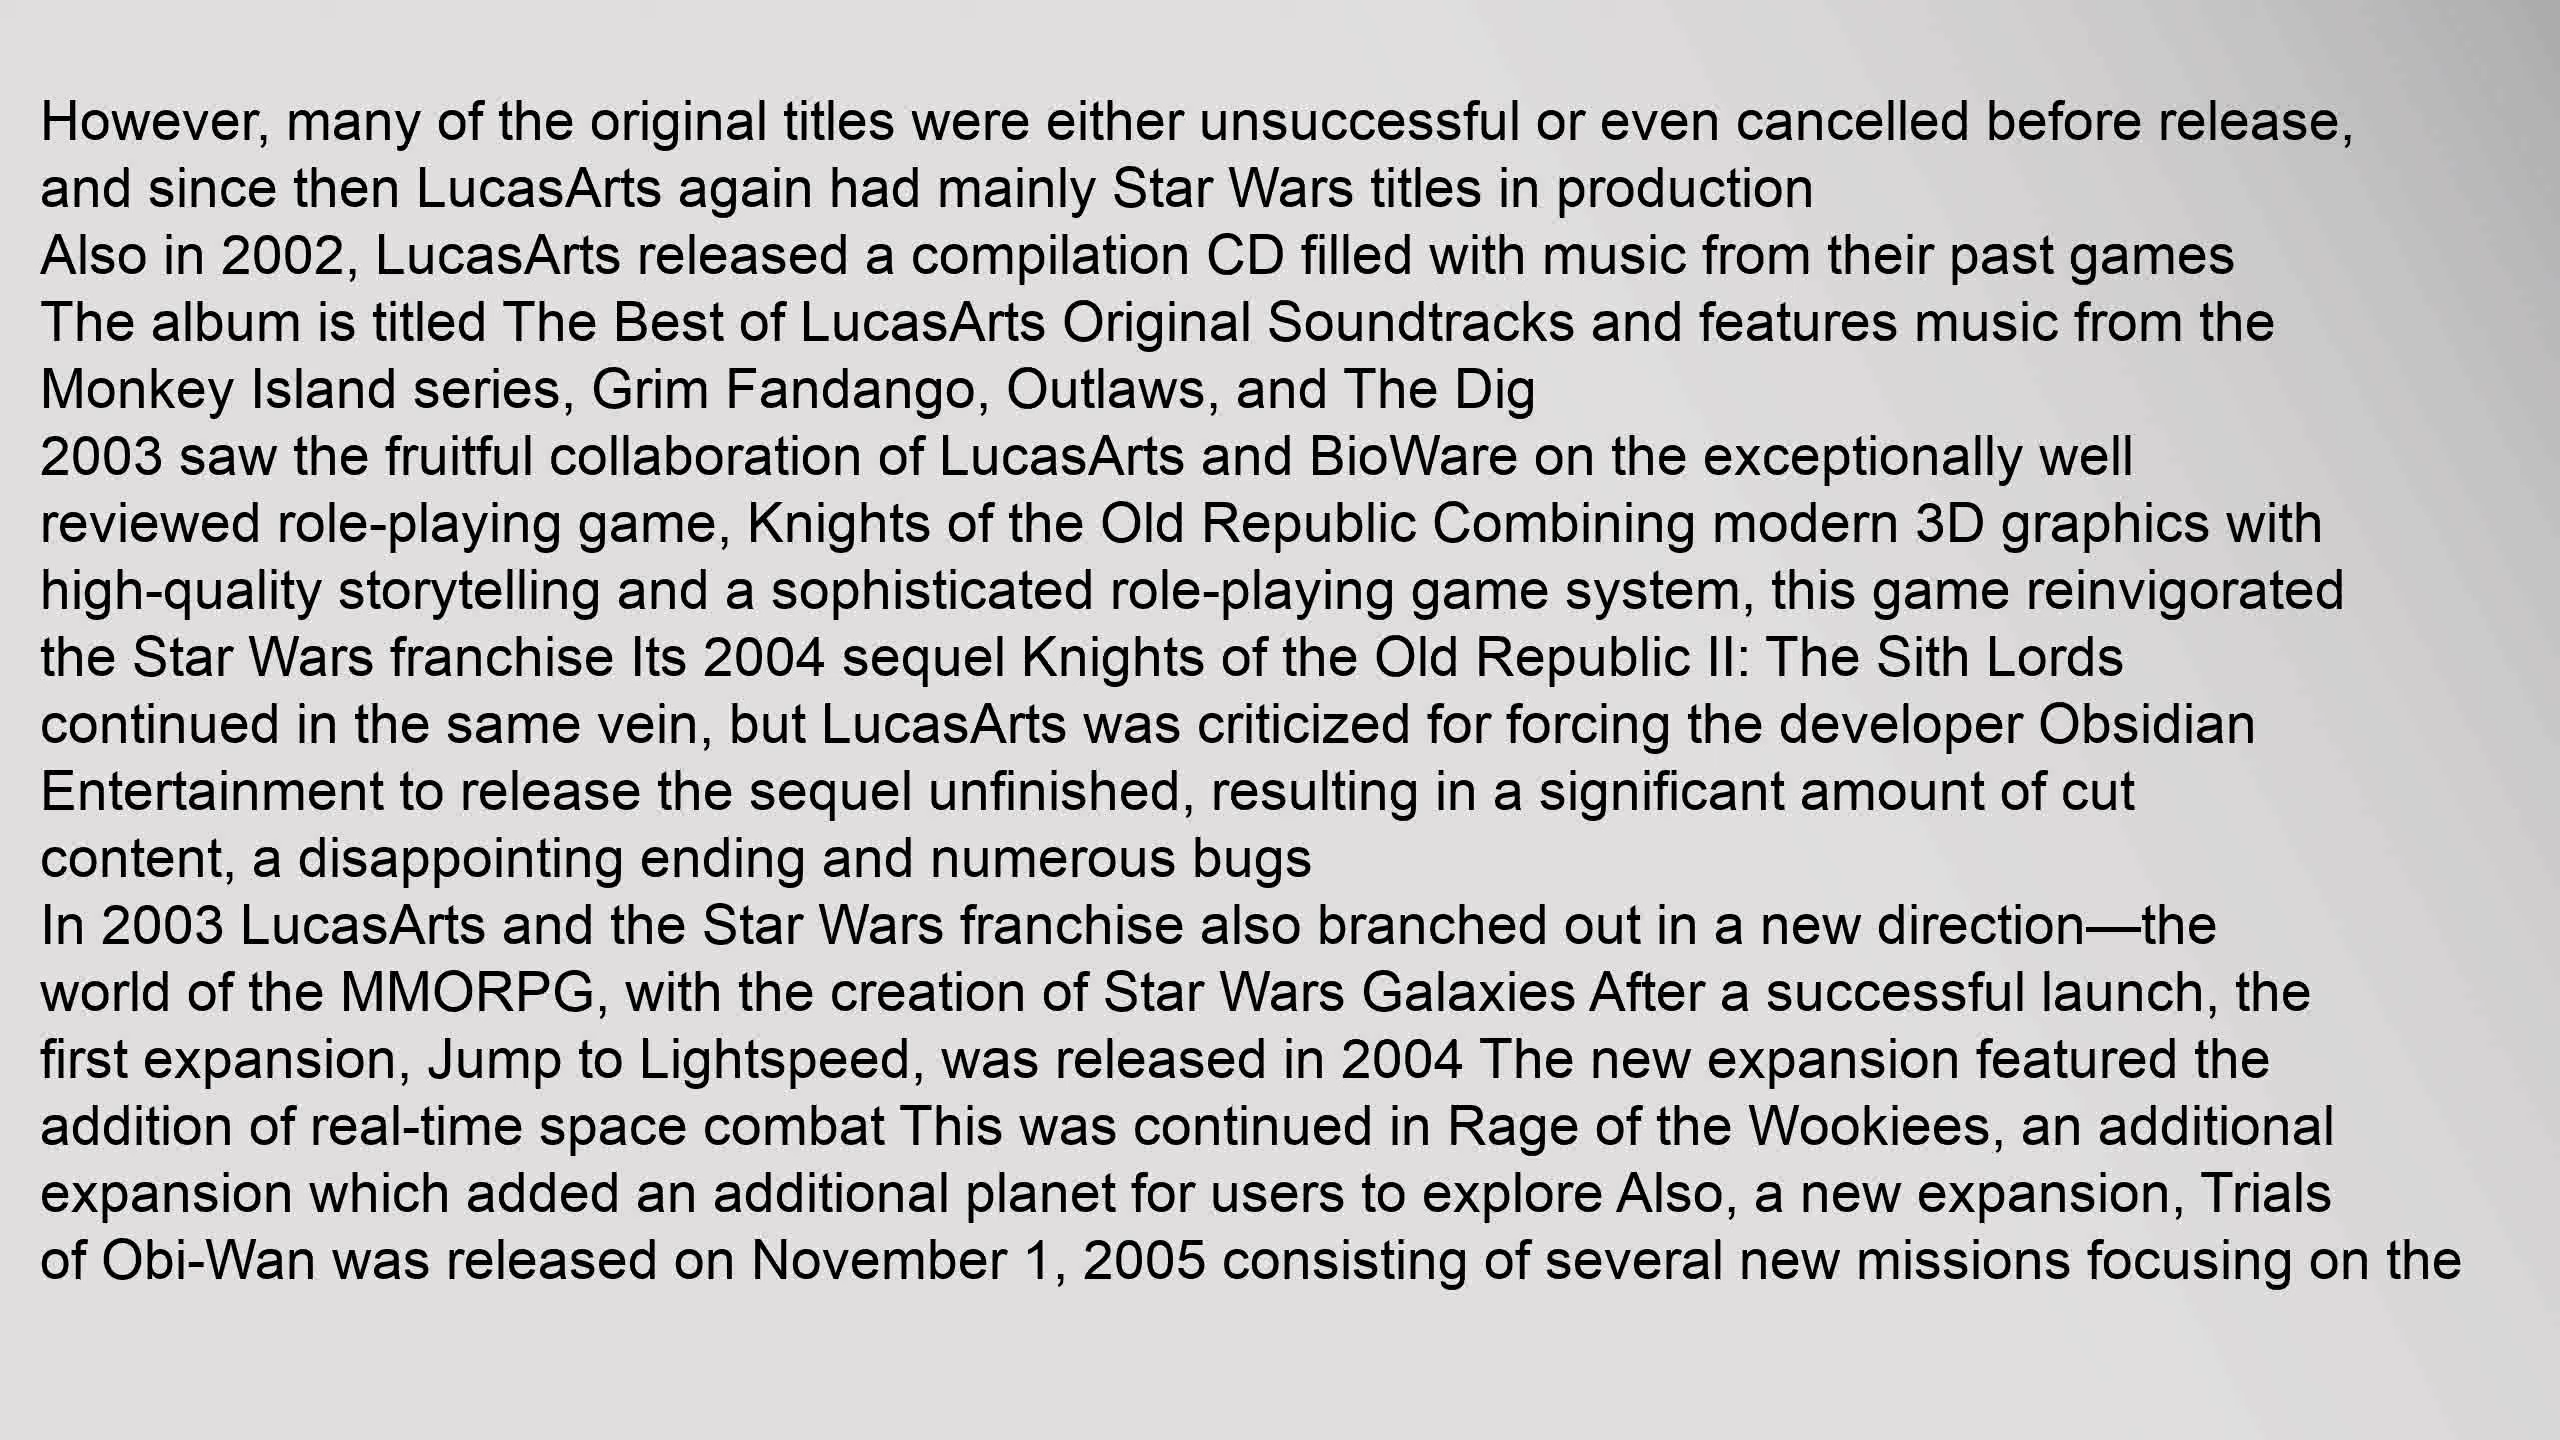 However, many of the original titles were either unsuccessful or even cancelled before release,
and since then LucasArts again had mainly Star Wars titles in production
Also in 2002, LucasArts released a compilation CD filled with music from their past games
The album is titled The Best of LucasArts Original Soundtracks and features music from the
Monkey Island series, Grim Fandango, Outlaws, and The Dig
2003 saw the fruitful collaboration of LucasArts and BioWare on the exceptionally well
reviewed role-playing game, Knights of the Old Republic Combining modern 3D graphics with
high-quality storytelling and a sophisticated role-playing game system, this game reinvigorated
the Star Wars franchise Its 2004 sequel Knights of the Old Republic II: The Sith Lords
continued in the same vein, but LucasArts was criticized for forcing the developer Obsidian
Entertainment to release the sequel unfinished, resulting in a significant amount of cut
content, a disappointing ending and numerous bugs
In 2003 LucasArts and the Star Wars franchise also branched out in a new direction—the
world of the MMORPG, with the creation of Star Wars Galaxies After a successful launch, the
first expansion, Jump to Lightspeed, was released in 2004 The new expansion featured the
addition of real-time space combat This was continued in Rage of the Wookiees, an additional
expansion which added an additional planet for users to explore Also, a new expansion, Trials
of Obi-Wan was released on November 1, 2005 consisting of several new missions focusing on the